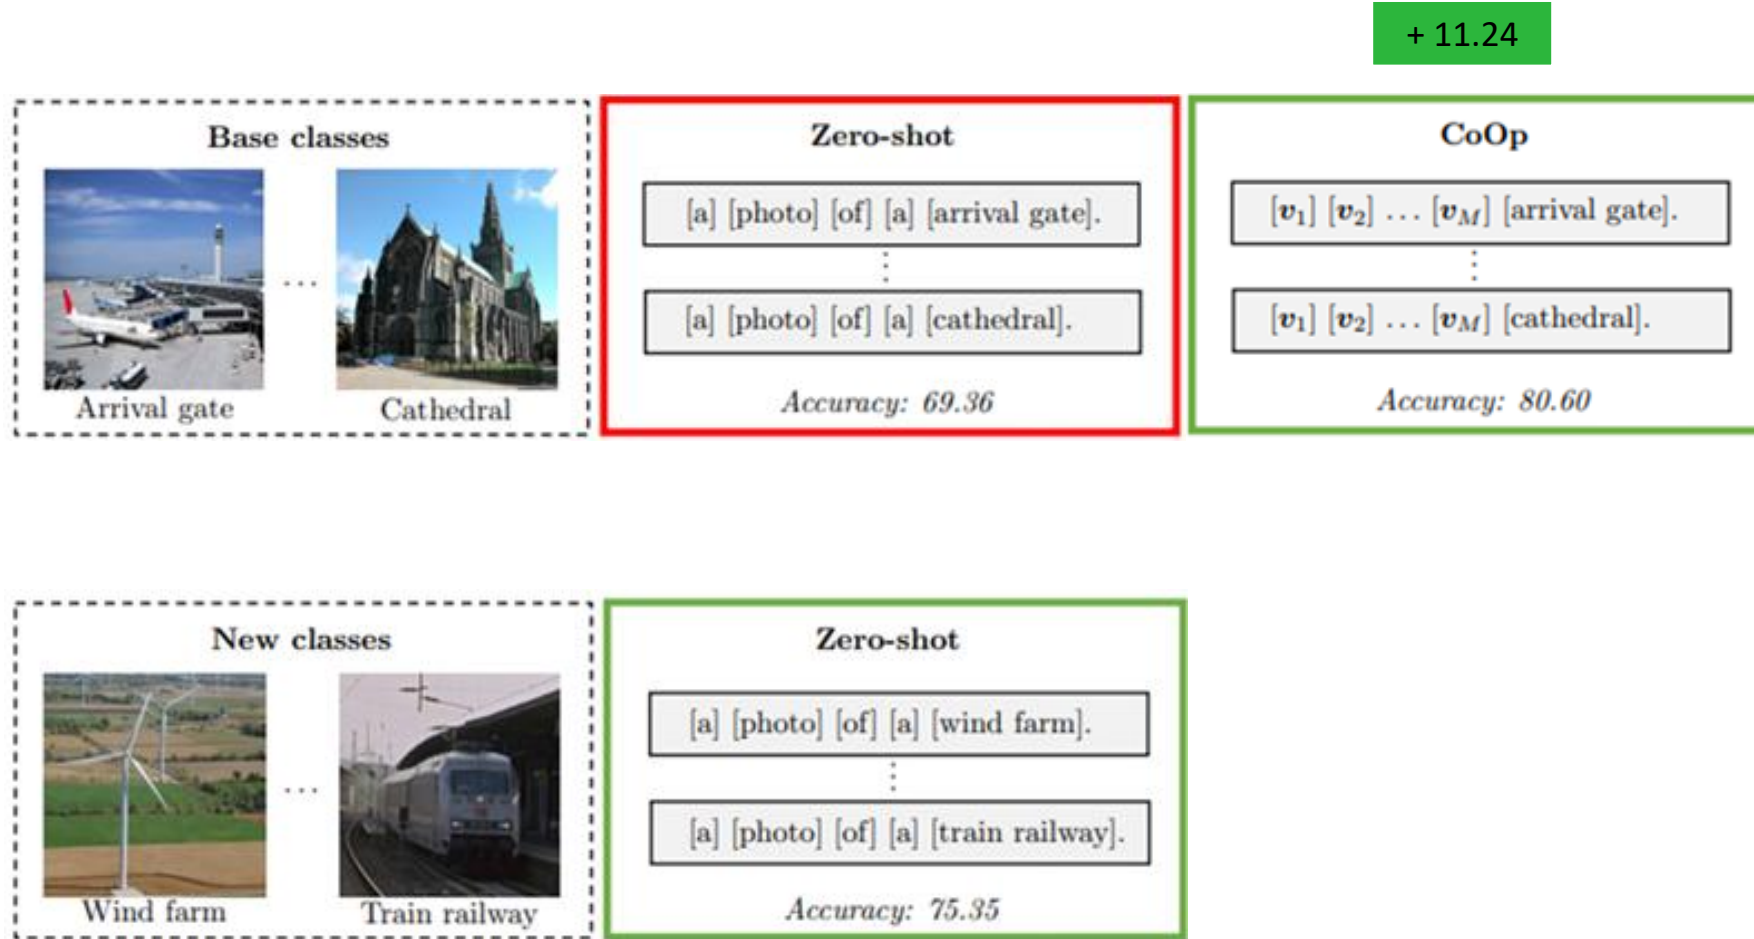 + 11.24
Base classes
...
Arrival gate
Cathedral
Zero-shot
[a] [photo] [of] [a] [arrival gate].
⋮
[a] [photo] [of] [a] [cathedral].
Accuracy: 69.36
CoOp
[v1] [v2] ... [vM] [arrival gate].
⋮
[v1] [v2] ... [vM] [cathedral].
Accuracy: 80.60
New classes
...
Wind farm
Train railway
Zero-shot
[a] [photo] [of] [a] [wind farm].
⋮
[a] [photo] [of] [a] [train railway].
Accuracy: 75.35